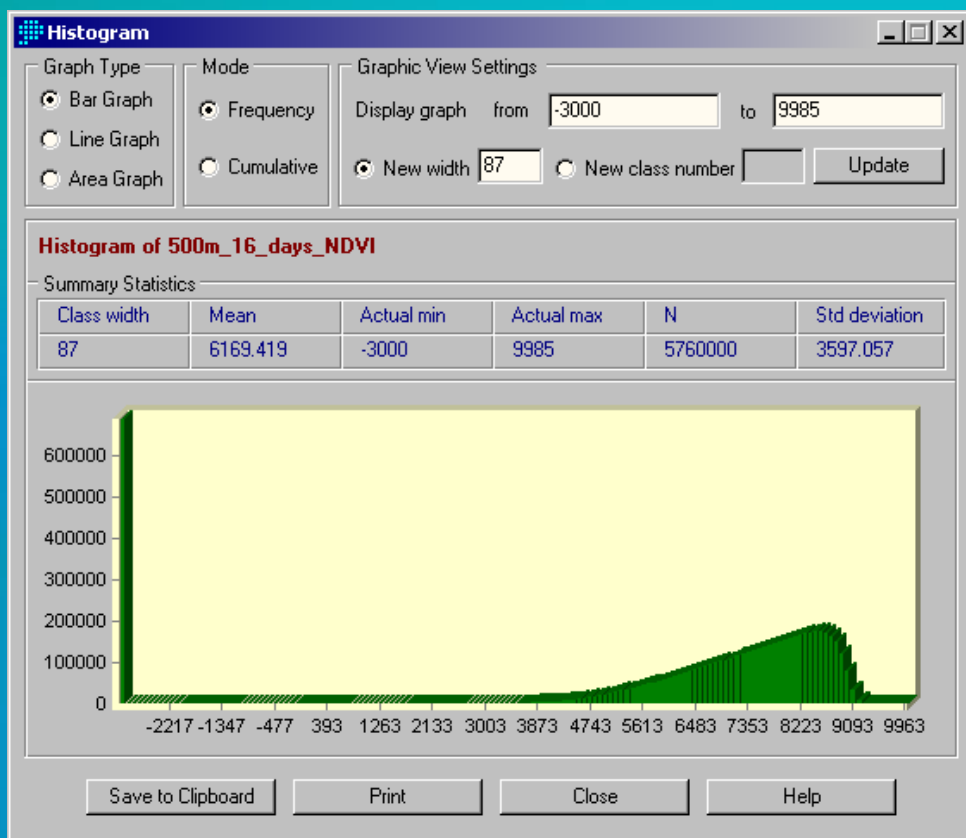 Histogram
Graph Type
Mode
Graphic View Settings
Bar Graph
Line Graph
Area Graph
Frequency
Cumulative
Display graph from -3000 to 9985
New width 87 New class number Update
Histogram of 500m_16_days_NDVI
Summary Statistics
Class width Mean Actual min Actual max N Std deviation
87 6169.419 -3000 9985 5760000 3597.057
600000
500000
400000
300000
200000
100000
0
-2217 -1347 -477 393 1263 2133 3003 3873 4743 5613 6483 7353 8223 9093 9963
Save to Clipboard Print Close Help